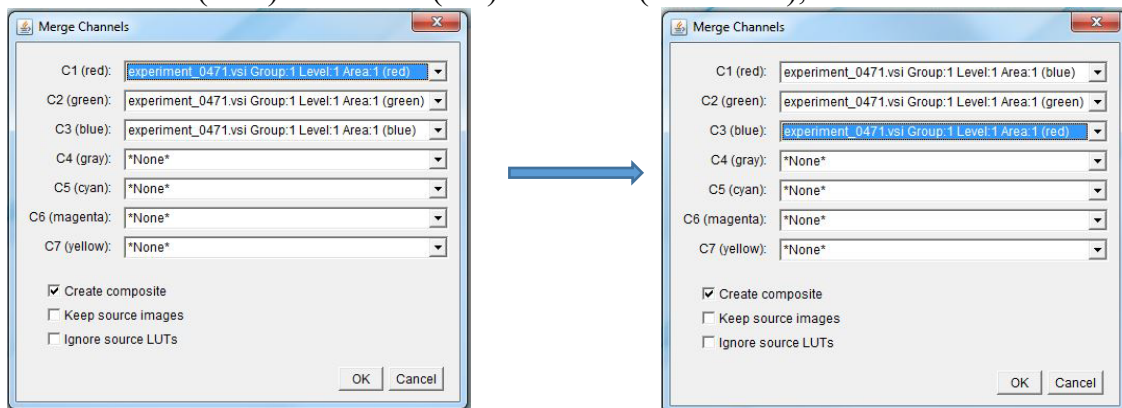 Merge Channels
C1 (red): experiment_0471.vsi Group:1 Level:1 Area:1 (red)
C2 (green): experiment_0471.vsi Group:1 Level:1 Area:1 (green)
C3 (blue): experiment_0471.vsi Group:1 Level:1 Area:1 (blue)
C4 (gray): *None*
C5 (cyan): *None*
C6 (magenta): *None*
C7 (yellow): *None*
Create composite
Keep source images
Ignore source LUTs
OK Cancel
Merge Channels
C1 (red): experiment_0471.vsi Group:1 Level:1 Area:1 (blue)
C2 (green): experiment_0471.vsi Group:1 Level:1 Area:1 (green)
C3 (blue): experiment_0471.vsi Group:1 Level:1 Area:1 (red)
C4 (gray): *None*
C5 (cyan): *None*
C6 (magenta): *None*
C7 (yellow): *None*
Create composite
Keep source images
Ignore source LUTs
OK Cancel